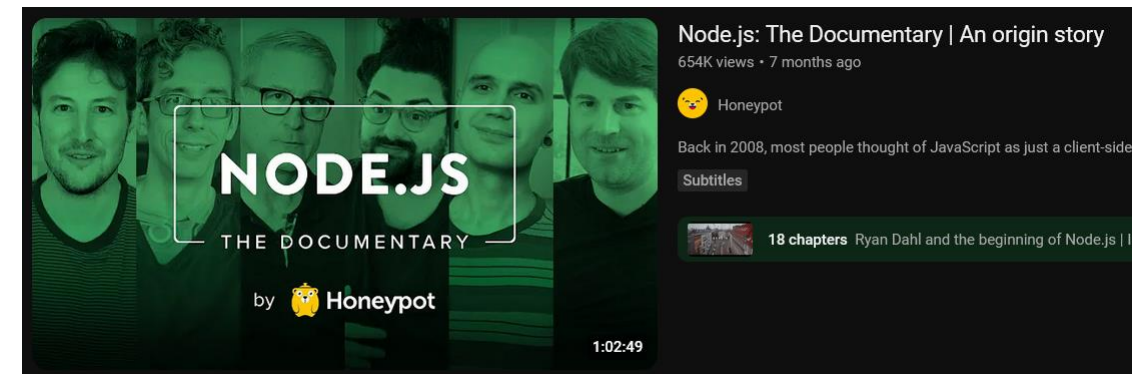 NODE.JS
THE DOCUMENTARY
by Honeypot
1:02:49
Node.js: The Documentary | An origin story
654K views • 7 months ago
Honeypot
Back in 2008, most people thought of JavaScript as just a client-side
Subtitles
18 chapters Ryan Dahl and the beginning of Node.js |